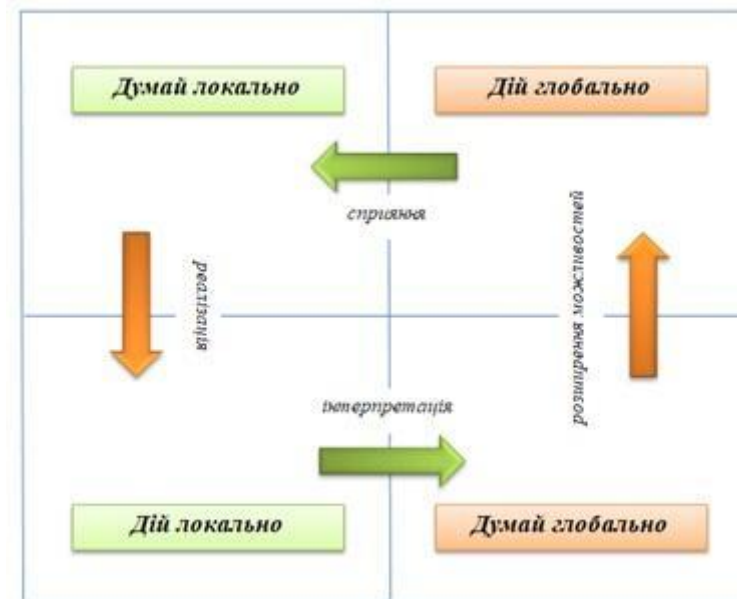 Думай локально
Дій глобально
сприяння
реалізація
розширення можливостей
інтерпретація
Дій локально
Думай глобально